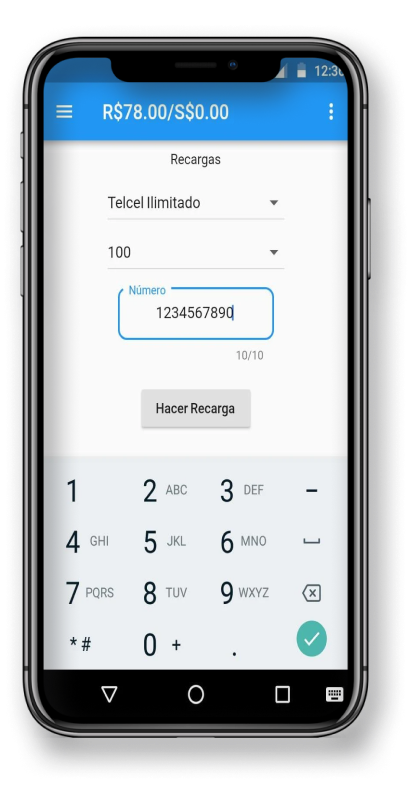 12:30
R$78.00/S$0.00
Recargas
Telcel Ilimitado
100
Número
1234567890
10/10
Hacer Recarga
1 2 ABC 3 DEF -
4 GHI 5 JKL 6 MNO
7 PQRS 8 TUV 9 WXYZ
*# 0 + .